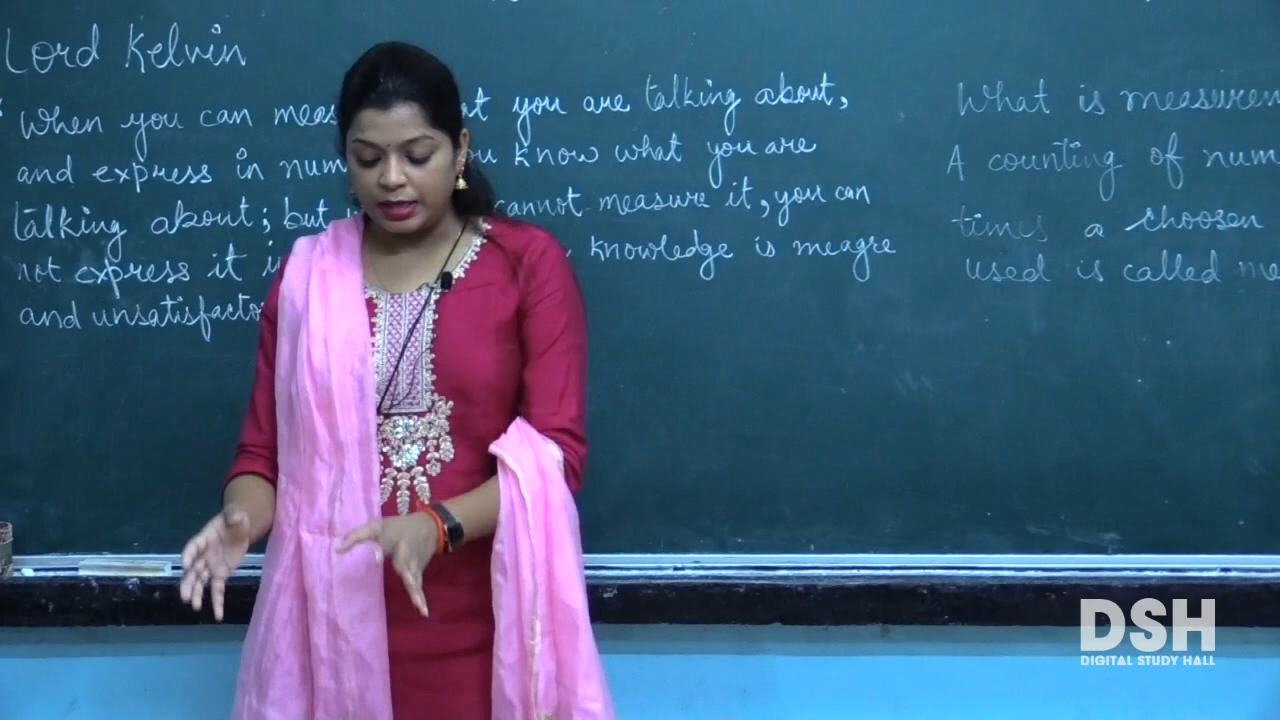 Lord Kelvin
" When you can meas at you are talking about,
and express in num ou know what you are
talking about; but cannot measure it, you can
not express it i knowledge is meagre
and unsatisfacto
What is measurem
A counting of num
times a choosen
used is called me
DSH
DIGITAL STUDY HALL